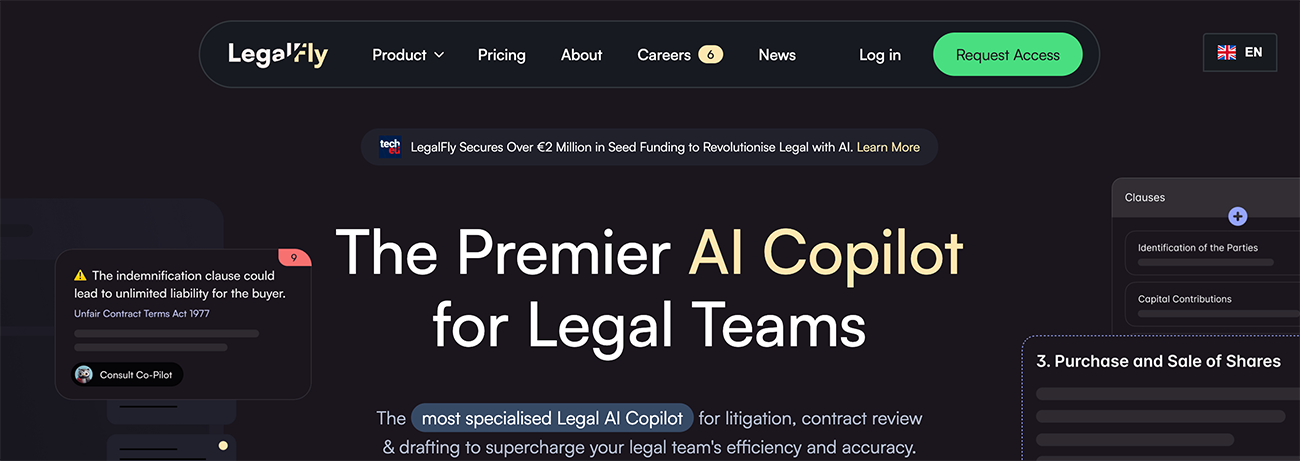 LegalFly
Product
Pricing
About
Careers 6
News
Log in
Request Access
EN
tech eu LegalFly Secures Over €2 Million in Seed Funding to Revolutionise Legal with AI. Learn More
The Premier AI Copilot
for Legal Teams
The most specialised Legal AI Copilot for litigation, contract review
& drafting to supercharge your legal team's efficiency and accuracy.
9
The indemnification clause could
lead to unlimited liability for the buyer.
Unfair Contract Terms Act 1977
Consult Co-Pilot
Clauses
Identification of the Parties
Capital Contributions
3. Purchase and Sale of Shares